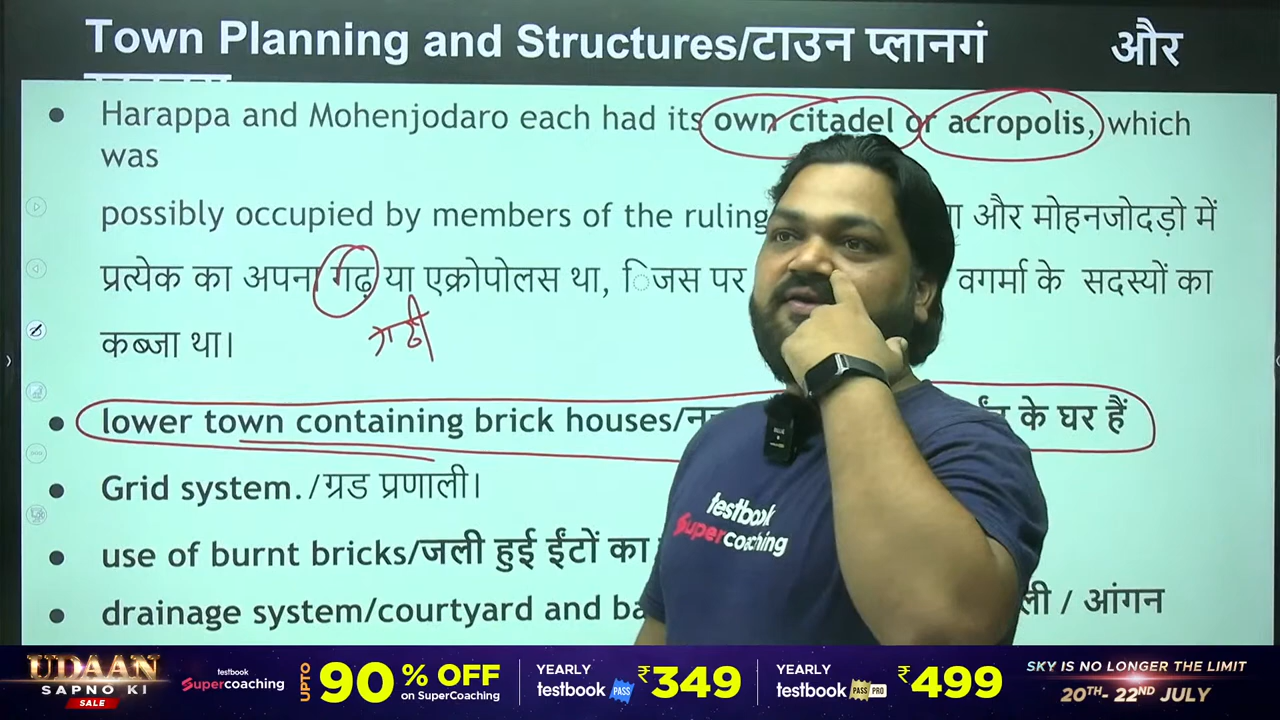 Town Planning and Structures/टाउन प्लानगं और
Harappa and Mohenjodaro each had its own citadel or acropolis, which
was
possibly occupied by members of the ruling और मोहनजोदड़ो में
प्रत्येक का अपना गढ़ या एक्रोपोलस था, िजस पर वगर्मा के सदस्यों का
गढ़ी
कब्जा था।
lower town containing brick houses/ के घर हैं
Grid system./ग्रड प्रणाली।
use of burnt bricks/जली हुई ईंटों का
drainage system/courtyard and / आंगन
testbook
Supercoaching
UDAAN
SAPNO KI
SALE
testbook
Supercoaching
UPTO 90% OFF
on SuperCoaching
YEARLY
testbook PASS
₹349
YEARLY
testbook PASS PRO
₹499
SKY IS NO LONGER THE LIMIT
20TH- 22ND JULY